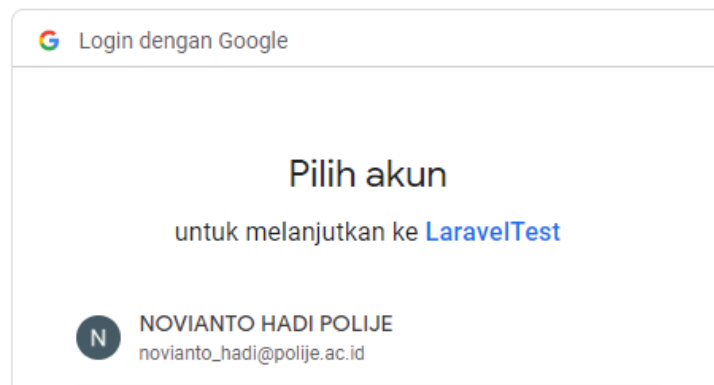 Login dengan Google
Pilih akun
untuk melanjutkan ke LaravelTest
N
NOVIANTO HADI POLIJE
novianto_hadi@polije.ac.id